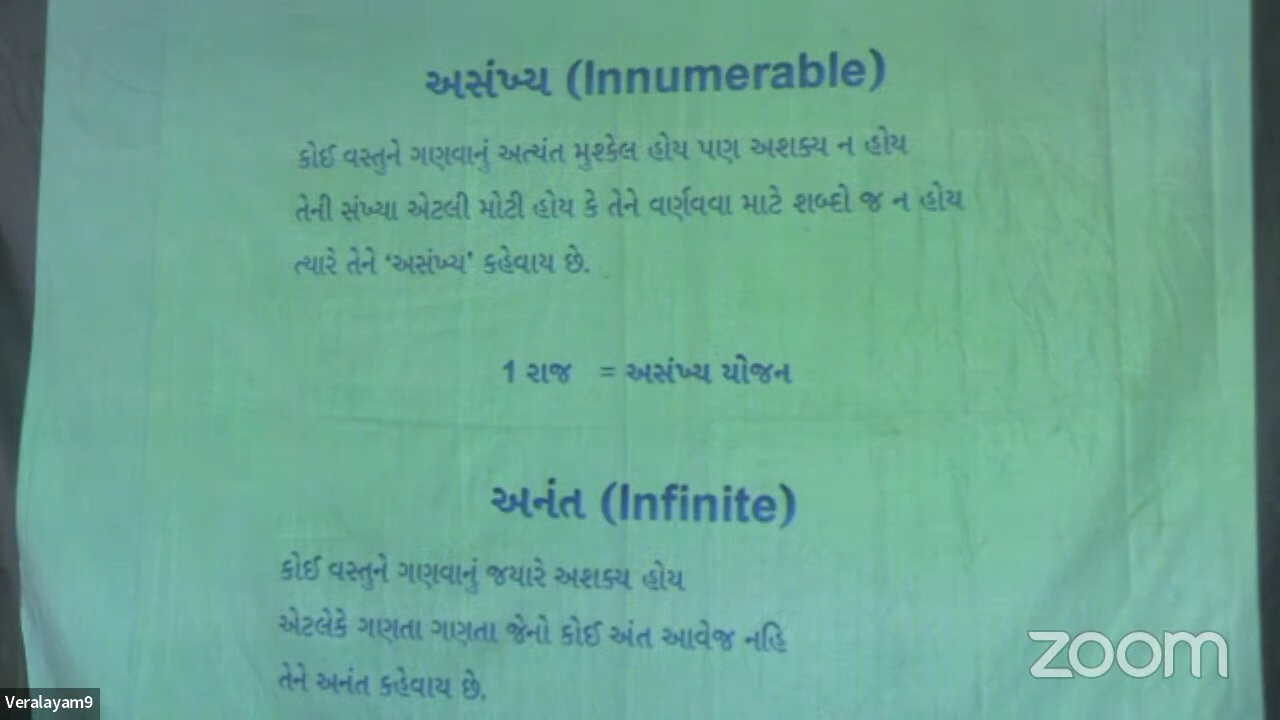 અસંખ્ય (Innumerable)
કોઈ વસ્તુને ગણવાનું અત્યંત મુશ્કેલ હોય પણ અશક્ય ન હોય
તેની સંખ્યા એટલી મોટી હોય કે તેને વર્ણવવા માટે શબ્દો જ ન હોય
ત્યારે તેને ‘અસંખ્ય’ કહેવાય છે.
1 રાજ = અસંખ્ય યોજન
અનંત (Infinite)
કોઈ વસ્તુને ગણવાનું જયારે અશક્ય હોય
એટલેકે ગણતા ગણતા જેનો કોઈ અંત આવેજ નહિ
તેને અનંત કહેવાય છે.
zoom
Veralayam9